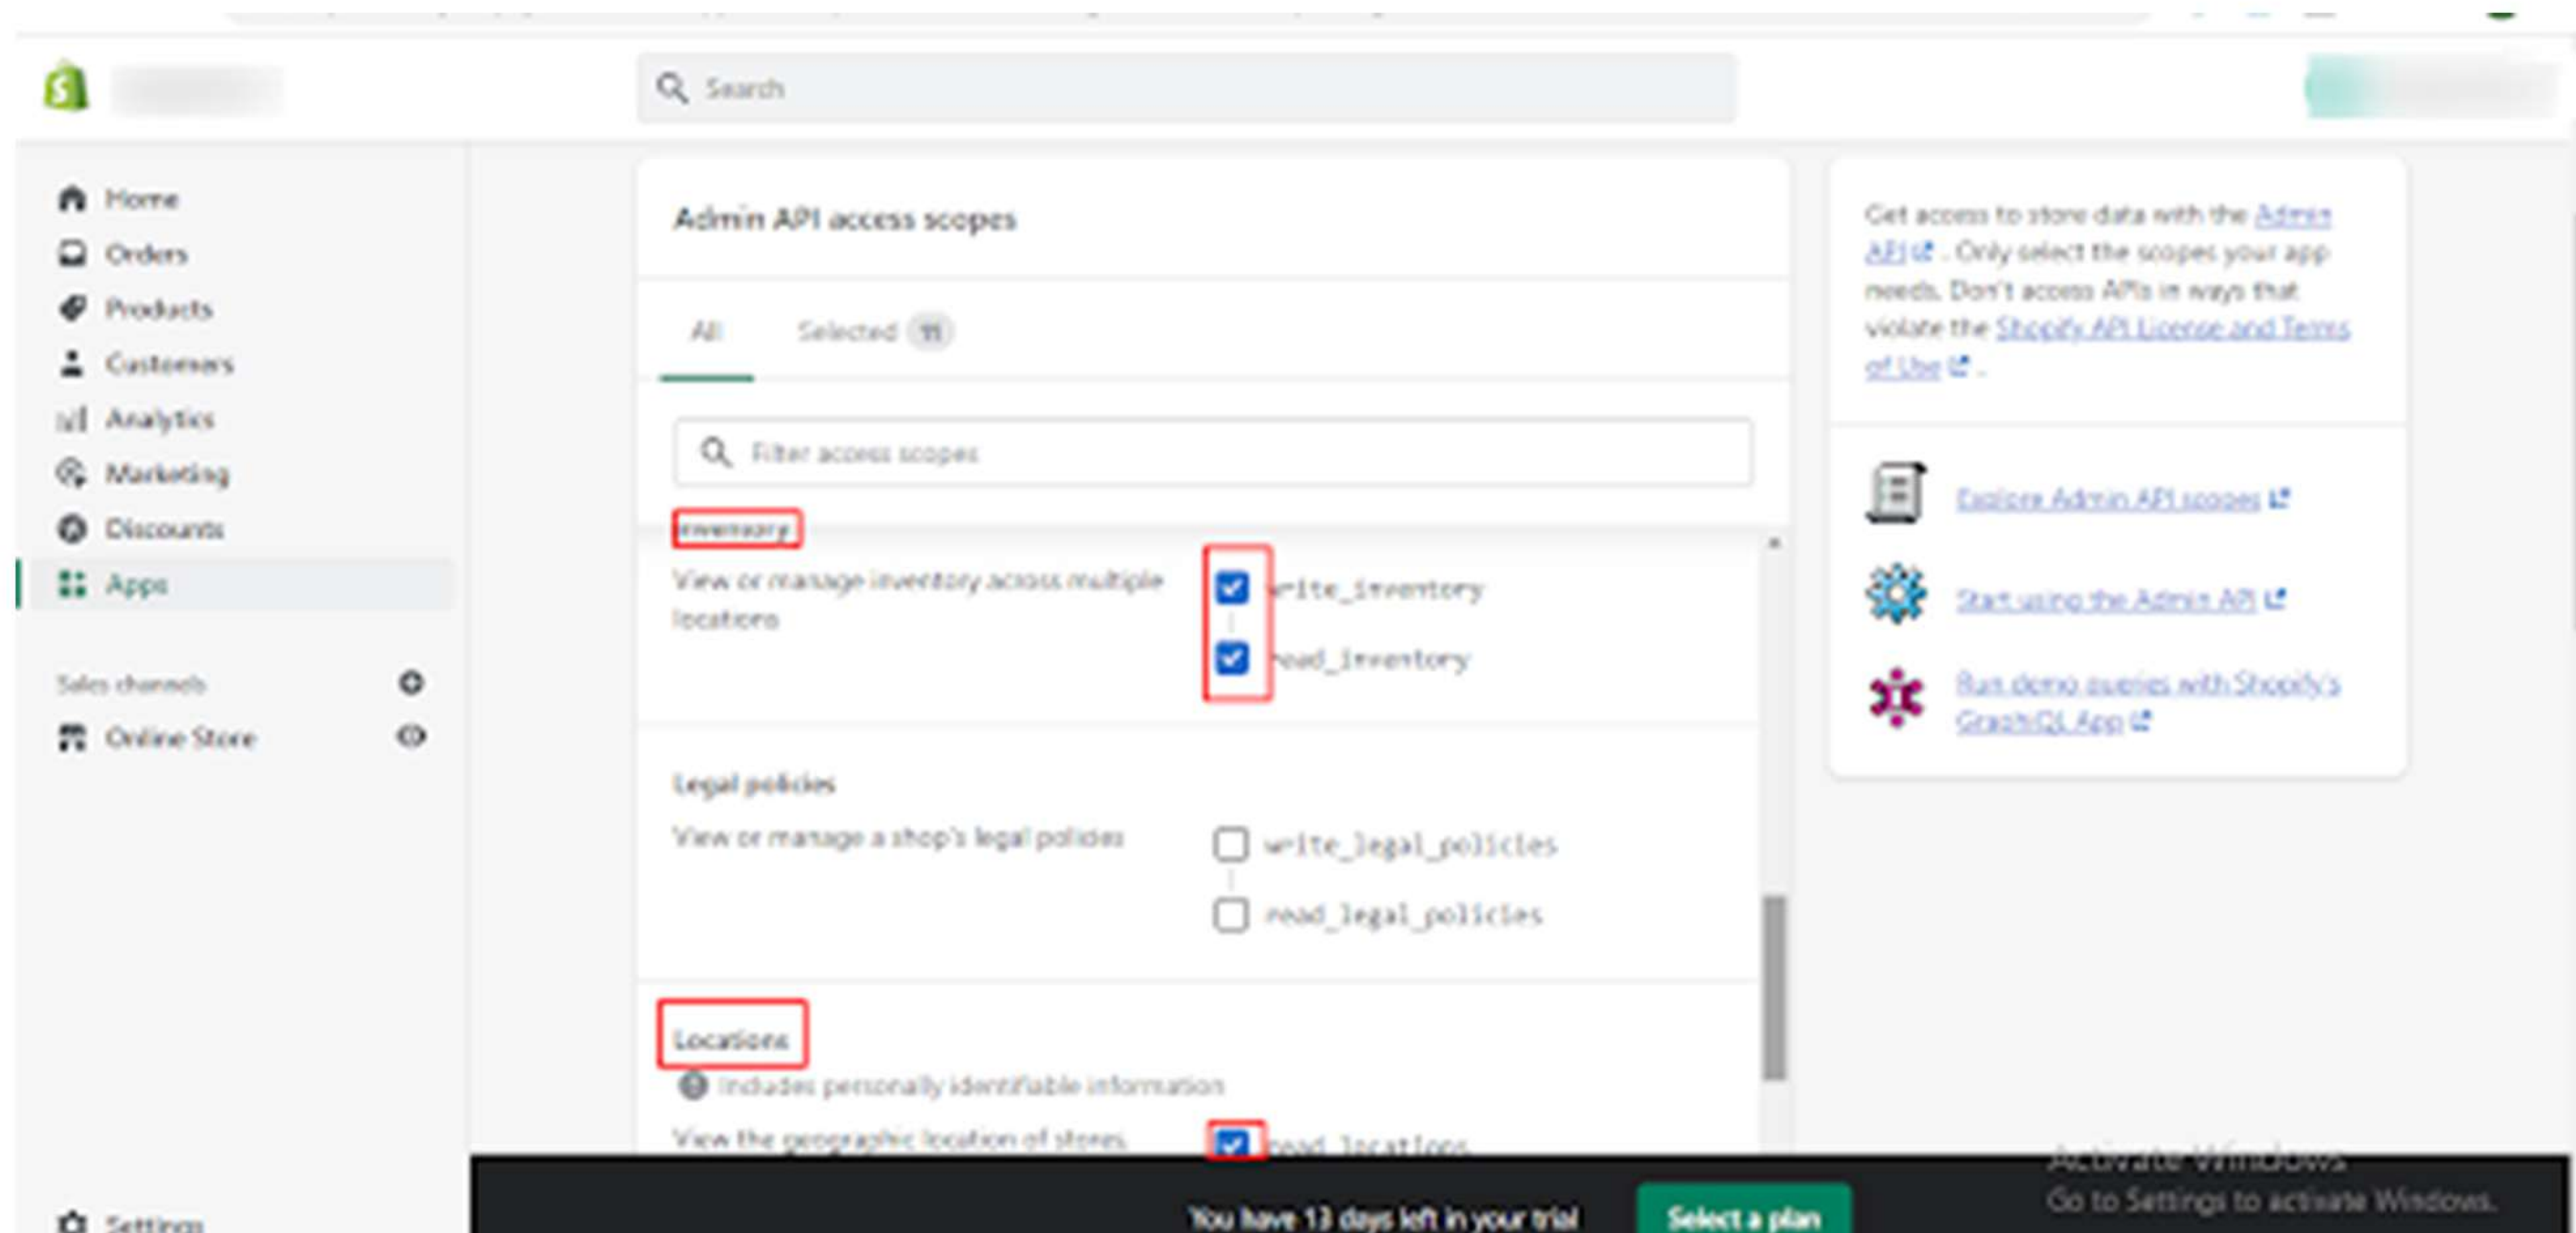 Search
Home
Orders
Products
Customers
Analytics
Marketing
Discounts
Apps
Sales channels
Online Store
Settings
Admin API access scopes
All
Selected 11
Filter access scopes
Inventory
View or manage inventory across multiple
locations
write_inventory
read_inventory
Legal policies
View or manage a shop's legal policies
write_legal_policies
read_legal_policies
Locations
Includes personally identifiable information
View the geographic location of stores,
read_locations
Get access to store data with the Admin
API . Only select the scopes your app
needs. Don't access APIs in ways that
violate the Shopify API License and Terms
of Use .
Explore Admin API scopes
Start using the Admin API
Run demo queries with Shopify's
GraphiQL App
You have 13 days left in your trial
Select a plan
Activate Windows
Go to Settings to activate Windows.